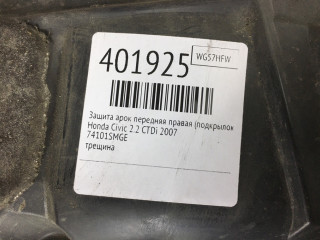 401925
WG57HFW
Защита арок передняя правая (подкрылок
Honda Civic 2.2 CTDi 2007
74101SMGE
трещина